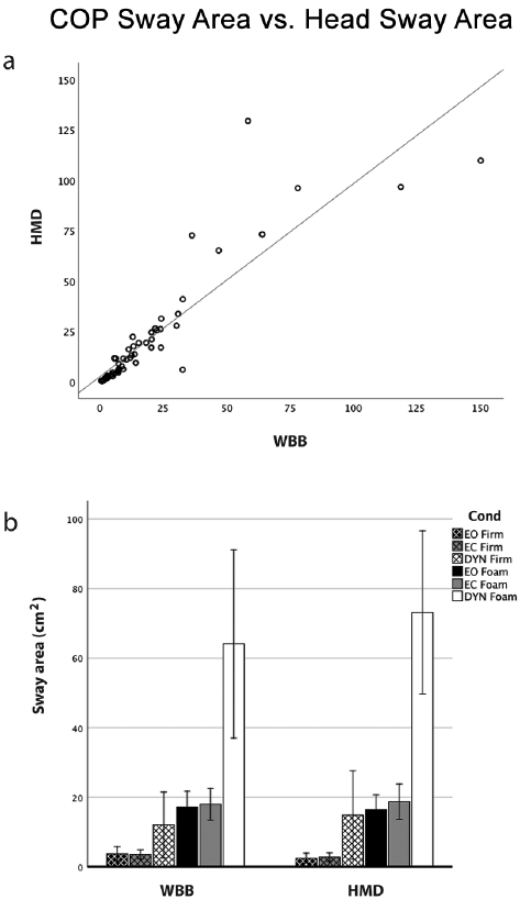 COP Sway Area vs. Head Sway Area
a
150
125
100
75
50
25
0
HMD
0 25 50 75 100 125 150
WBB
b
100
80
60
40
20
0
Sway area (cm²)
Cond
EO Firm
EC Firm
DYN Firm
EO Foam
EC Foam
DYN Foam
WBB HMD